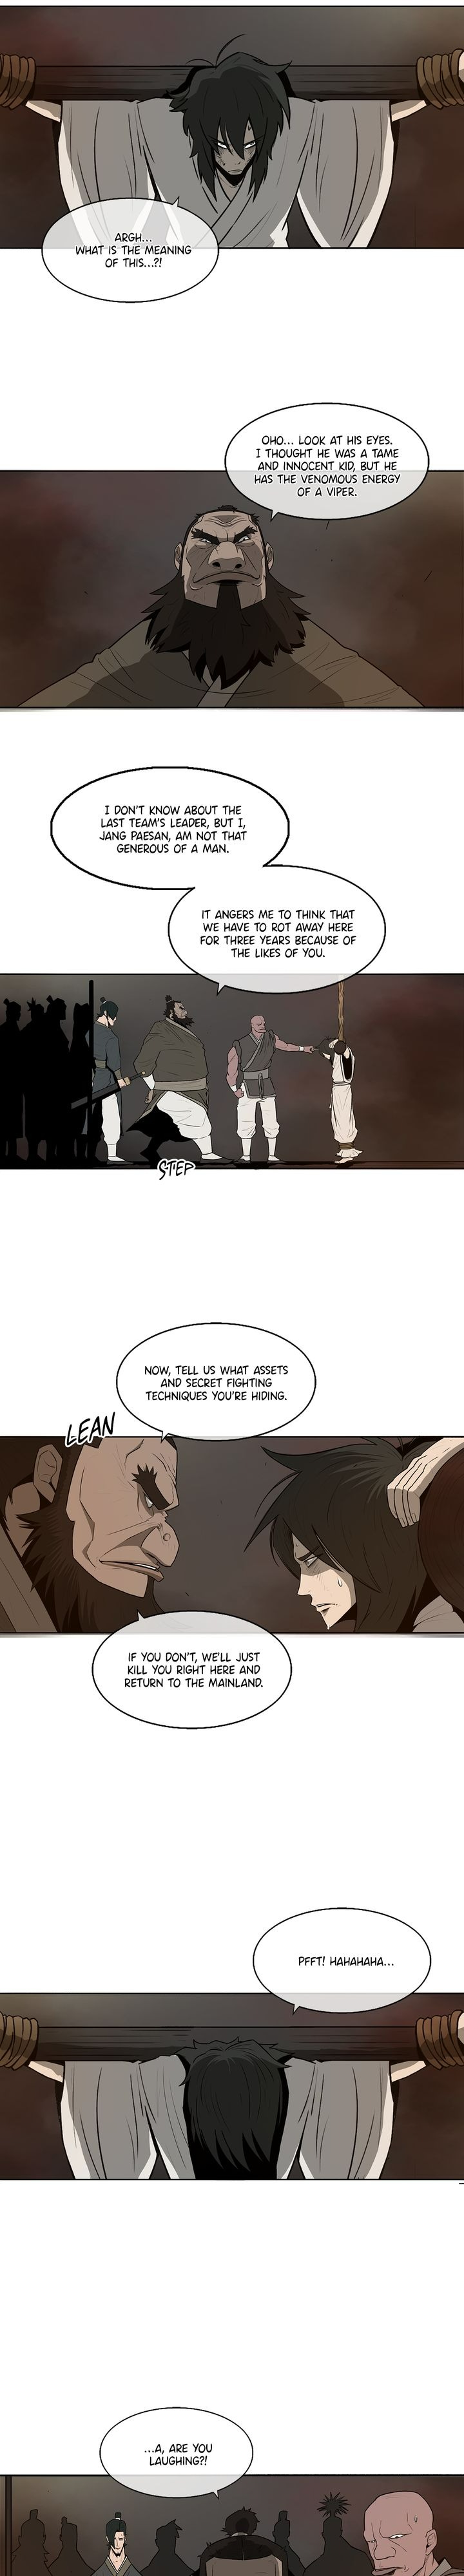 ARGH...
WHAT IS THE MEANING
OF THIS...?!
OHO... LOOK AT HIS EYES.
I THOUGHT HE WAS A TAME
AND INNOCENT KID, BUT HE
HAS THE VENOMOUS ENERGY
OF A VIPER.
I DON'T KNOW ABOUT THE
LAST TEAM'S LEADER, BUT I,
JANG PAESAN, AM NOT THAT
GENEROUS OF A MAN.
IT ANGERS ME TO THINK THAT
WE HAVE TO ROT AWAY HERE
FOR THREE YEARS BECAUSE OF
THE LIKES OF YOU.
STEP
NOW, TELL US WHAT ASSETS
AND SECRET FIGHTING
TECHNIQUES YOU'RE HIDING.
LEAN
IF YOU DON'T, WE'LL JUST
KILL YOU RIGHT HERE AND
RETURN TO THE MAINLAND.
PFFT! HAHAHAHA...
...A, ARE YOU
LAUGHING?!